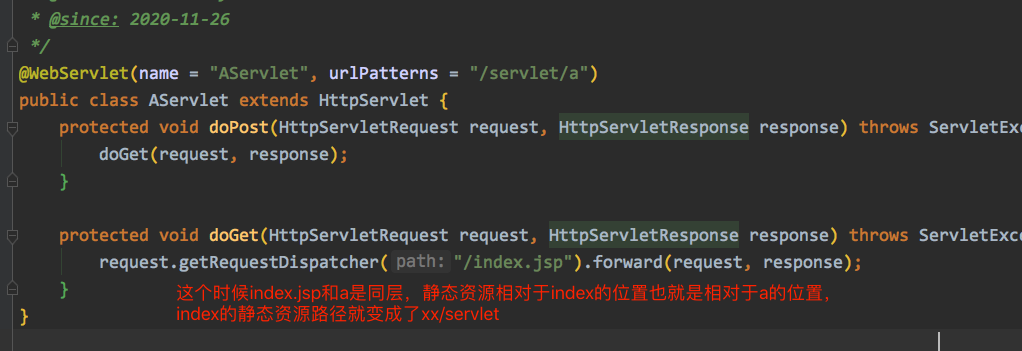 * @since: 2020-11-26
*/
@WebServlet(name = "AServlet", urlPatterns = "/servlet/a")
public class AServlet extends HttpServlet {
protected void doPost(HttpServletRequest request, HttpServletResponse response) throws ServletExc
doGet(request, response);
}
protected void doGet(HttpServletRequest request, HttpServletResponse response) throws ServletExce
request.getRequestDispatcher( path: "/index.jsp").forward(request, response);
}
这个时候index.jsp和a是同层，静态资源相对于index的位置也就是相对于a的位置，
index的静态资源路径就变成了xx/servlet
}